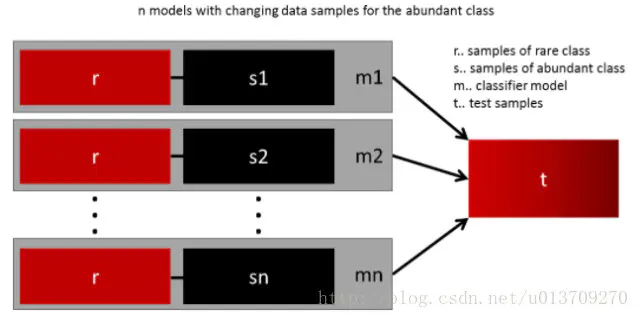 n models with changing data samples for the abundant class
r.. samples of rare class
s.. samples of abundant class
m.. classifier model
t.. test samples
r s1 m1
r s2 m2
t
r sn mn
http://blog.csdn.net/u013709270